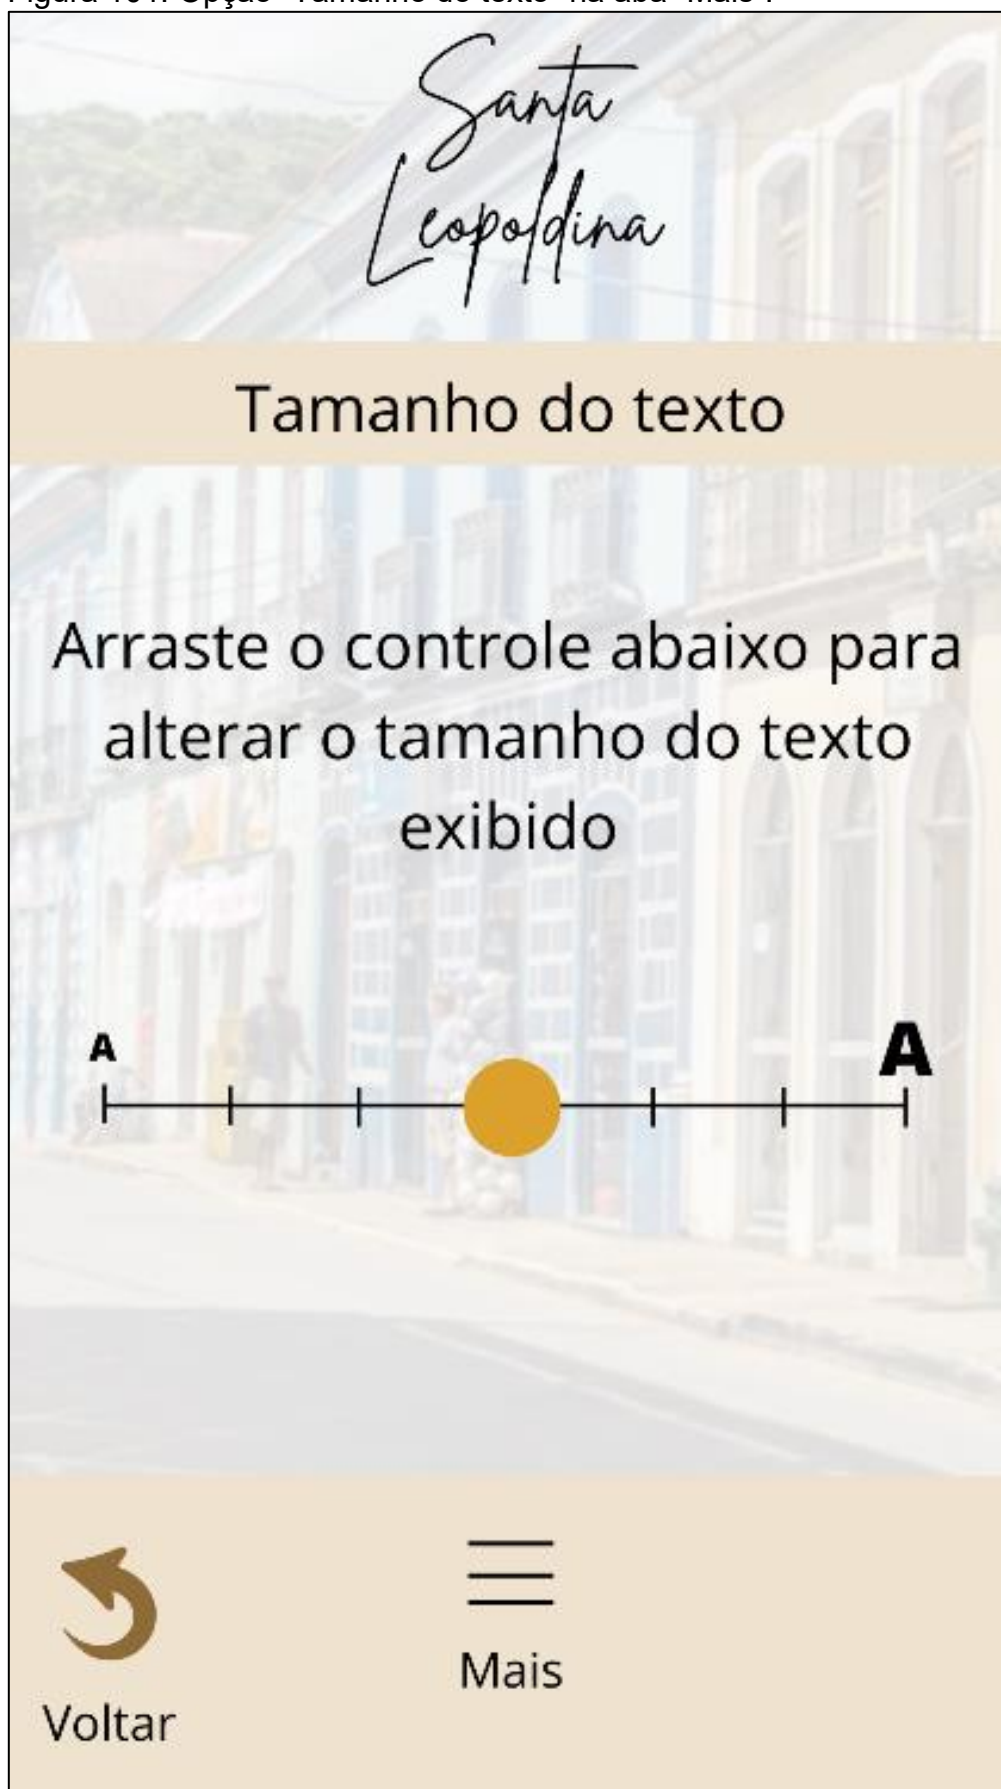 Santa
Leopoldina
Tamanho do texto
Arraste o controle abaixo para
alterar o tamanho do texto
exibido
A
A
Mais
Voltar